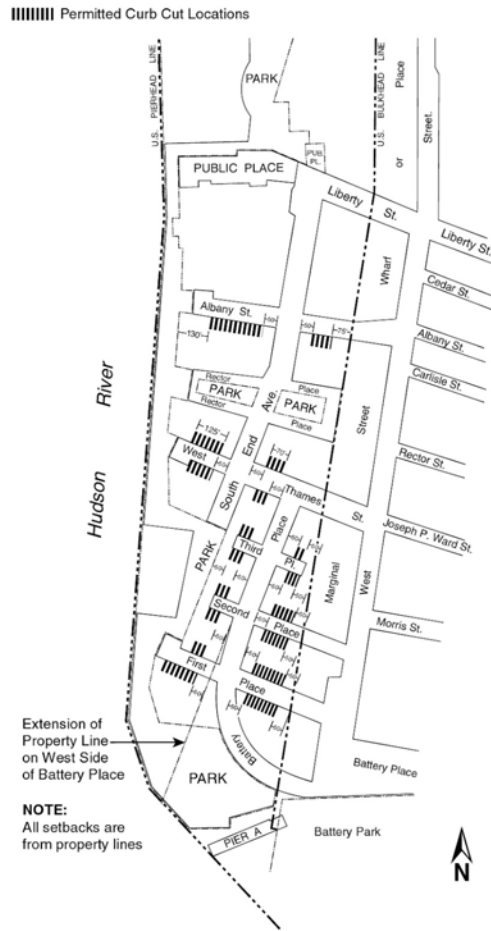 Permitted Curb Cut Locations
U.S. PIERHEAD LINE
U.S. BULKHEAD LINE
Place
or
Street.
PARK
PUB.
PL.
PUBLIC PLACE
Liberty St.
Liberty St.
Wharf
Cedar St.
Albany St.
130'
75'
Albany St.
Carlisle St.
Rector Place
PARK
PARK
Rector Place
Ave.
End
South
Street
River
Hudson
125'
West
70'
Rector St.
Thames St.
Joseph P. Ward St.
Place
PARK
Third Pl.
Marginal
West
Second Place
Morris St.
First Place
Battery
Battery Place
Extension of
Property Line
on West Side
of Battery Place
PARK
NOTE:
All setbacks are
from property lines
PIER A
Battery Park
N